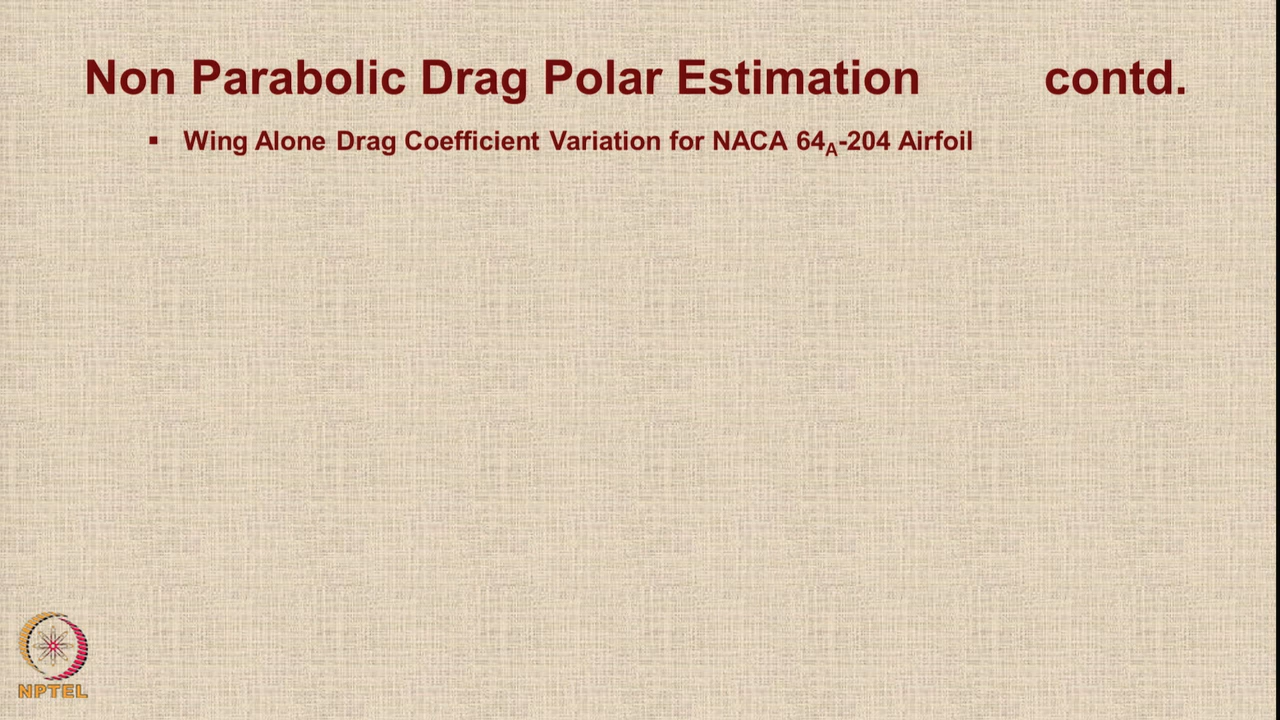 Non Parabolic Drag Polar Estimation contd.
▪ Wing Alone Drag Coefficient Variation for NACA 64A-204 Airfoil
NPTEL